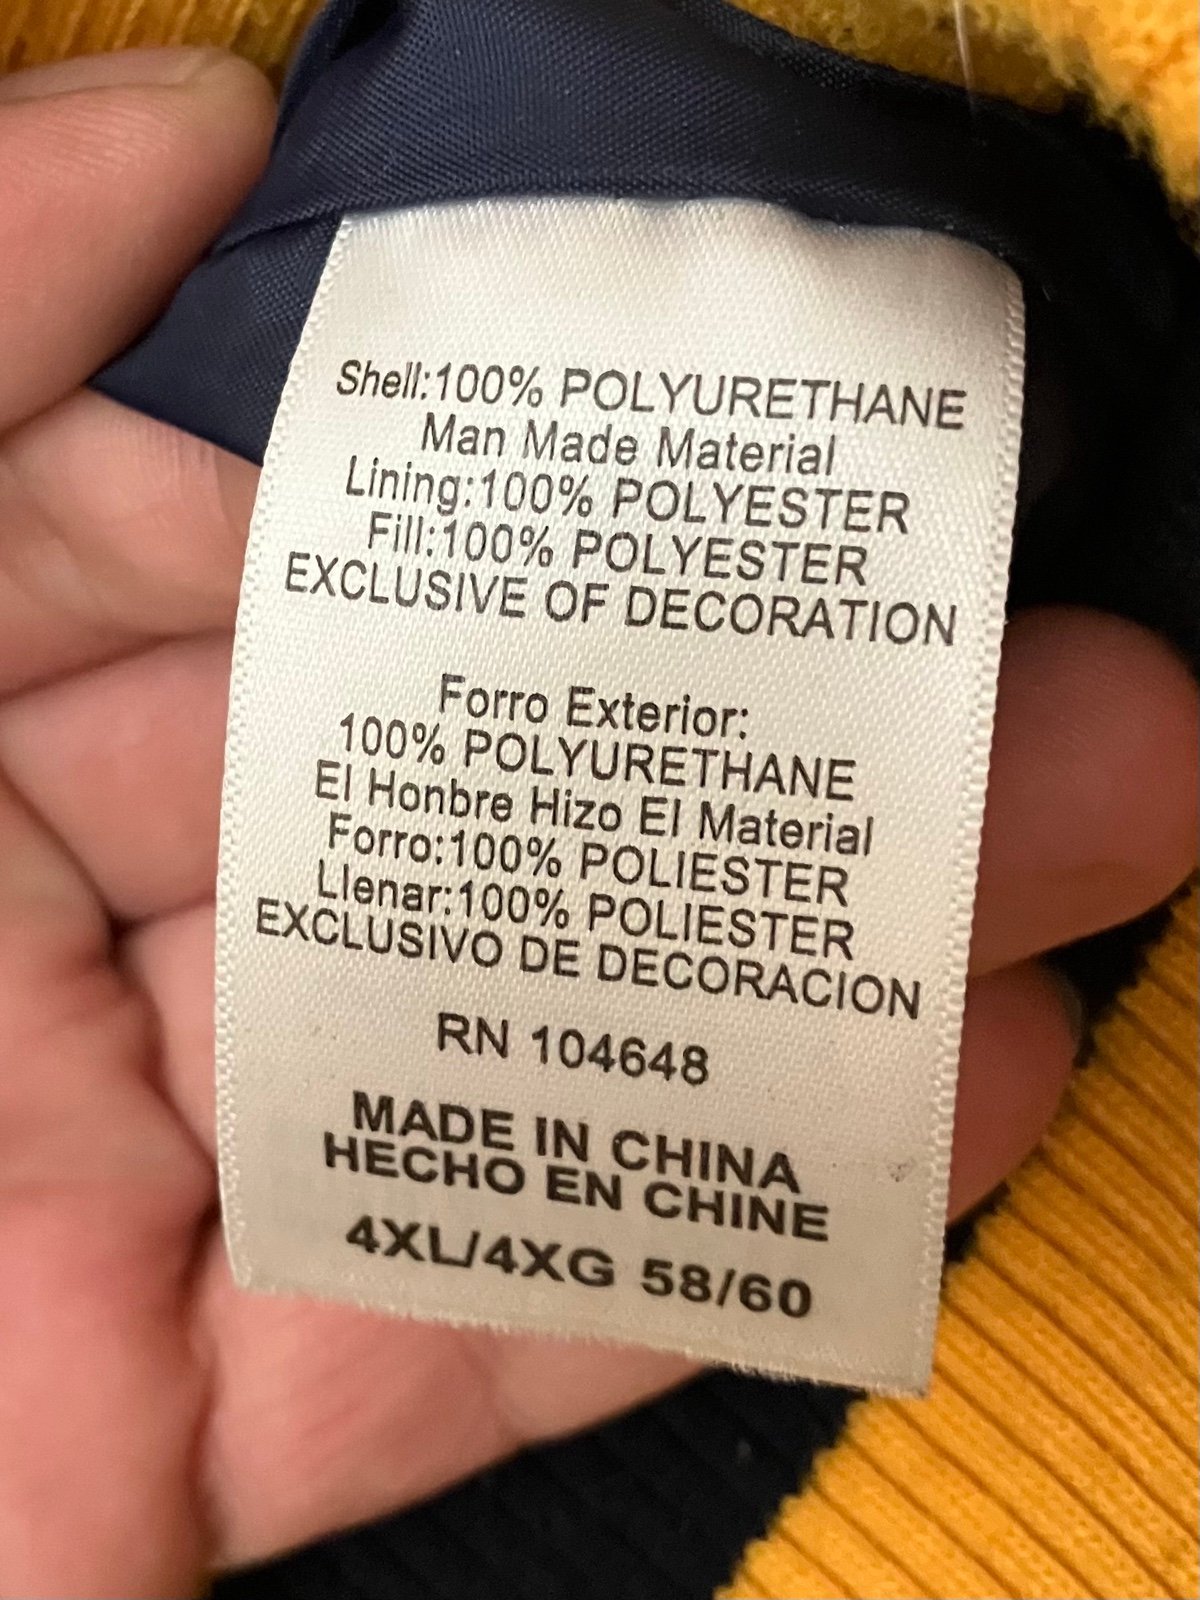 Shell:100% POLYURETHANE
Man Made Material
Lining:100% POLYESTER
Fill:100% POLYESTER
EXCLUSIVE OF DECORATION
Forro Exterior:
100% POLYURETHANE
El Honbre Hizo El Material
Forro:100% POLIESTER
Llenar:100% POLIESTER
EXCLUSIVO DE DECORACION
RN 104648
MADE IN CHINA
HECHO EN CHINE
4XL/4XG 58/60